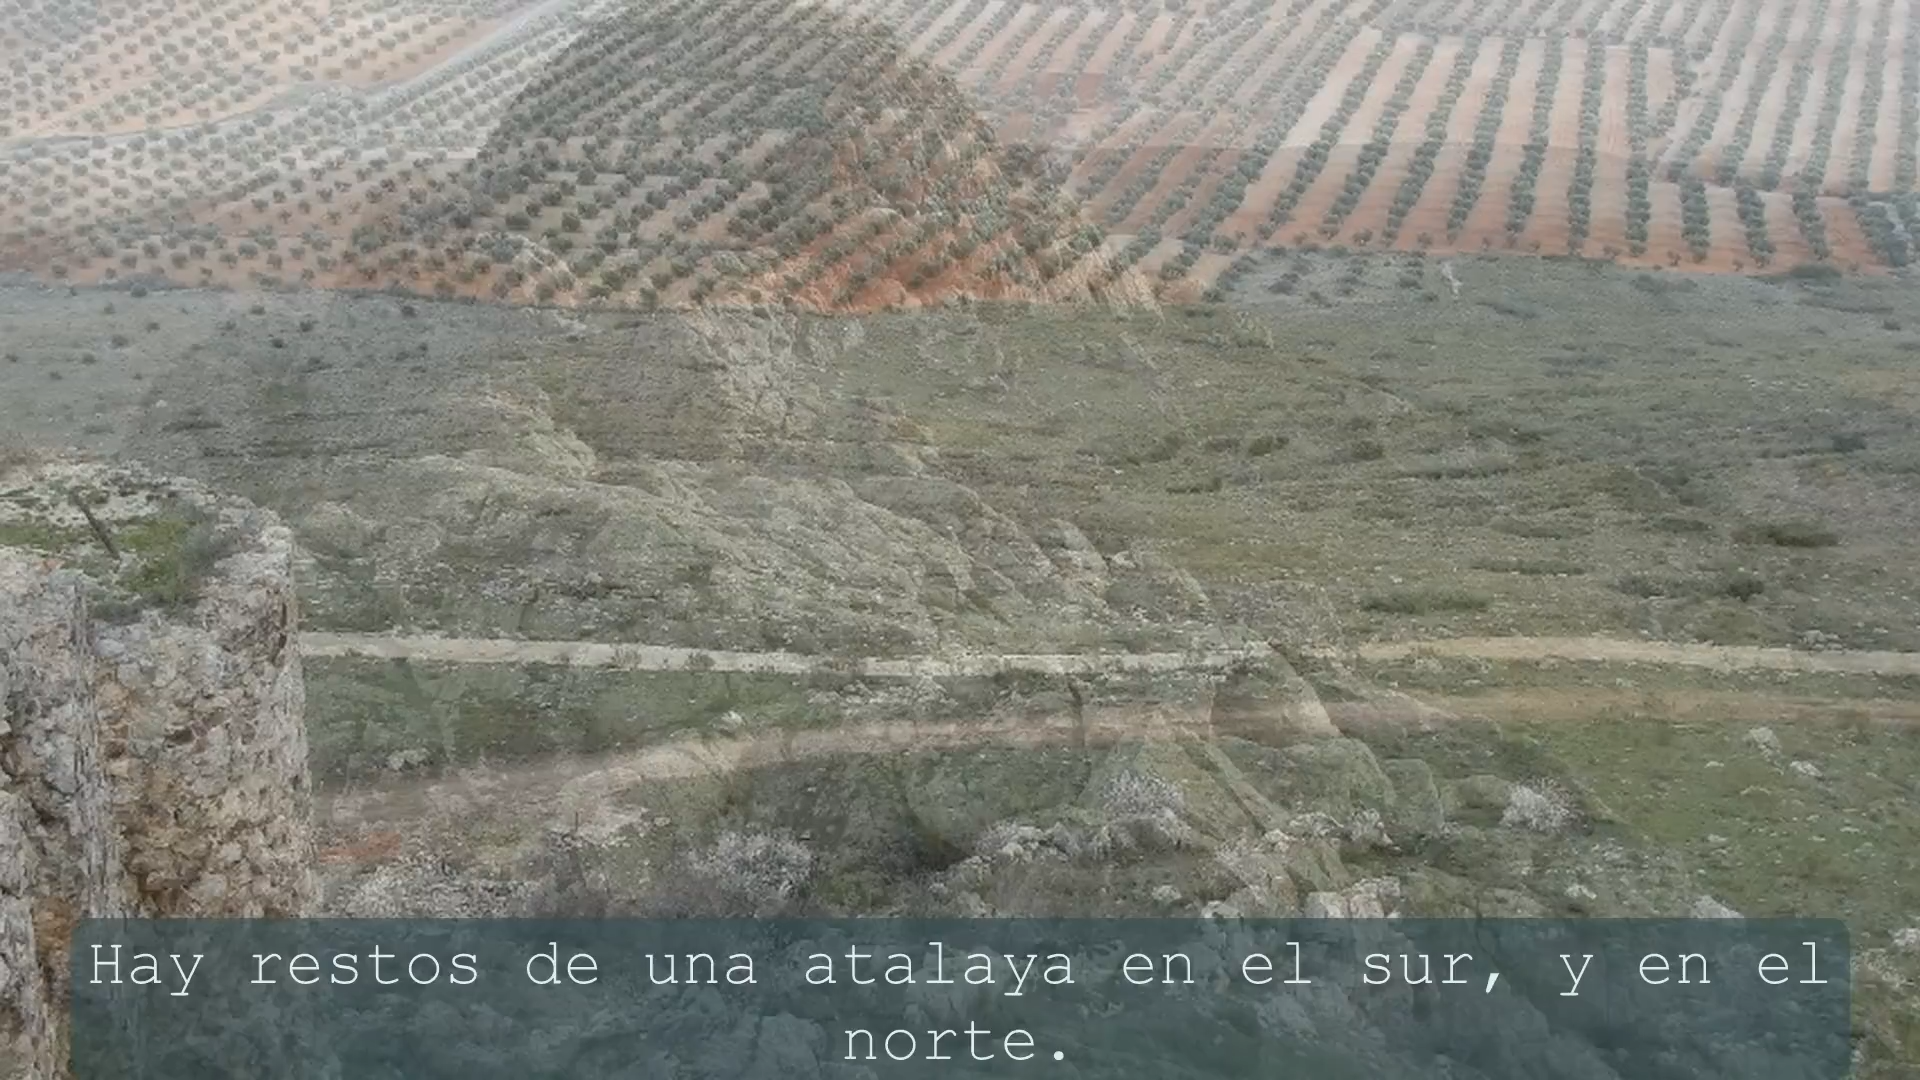 Hay restos de una atalaya en el sur, y en el
norte.